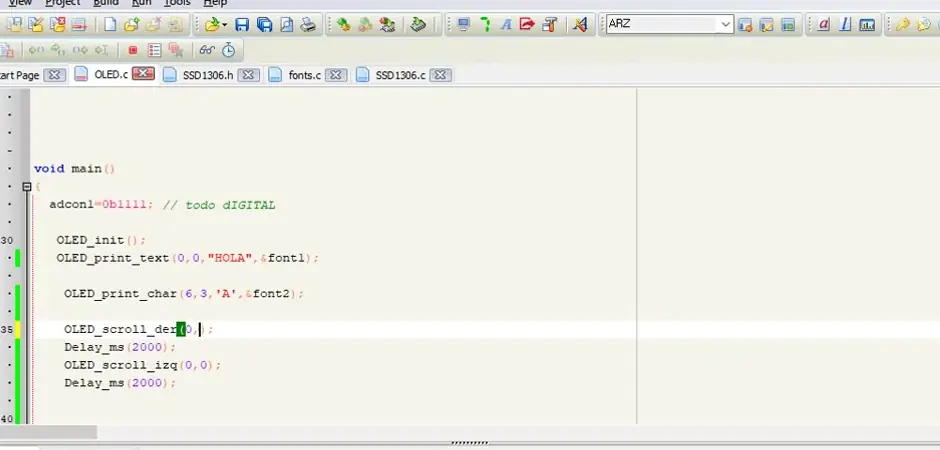 View Project Build Run Tools Help
ARZ
art Page OLED.c SSD1306.h fonts.c SSD1306.c
void main()
{
adcon1=0b1111; // todo dIGITAL
30 OLED_init();
OLED_print_text(0,0,"HOLA",&font1);
OLED_print_char(6,3,'A',&font2);
35 OLED_scroll_der(0,);
Delay_ms(2000);
OLED_scroll_izq(0,0);
Delay_ms(2000);
40